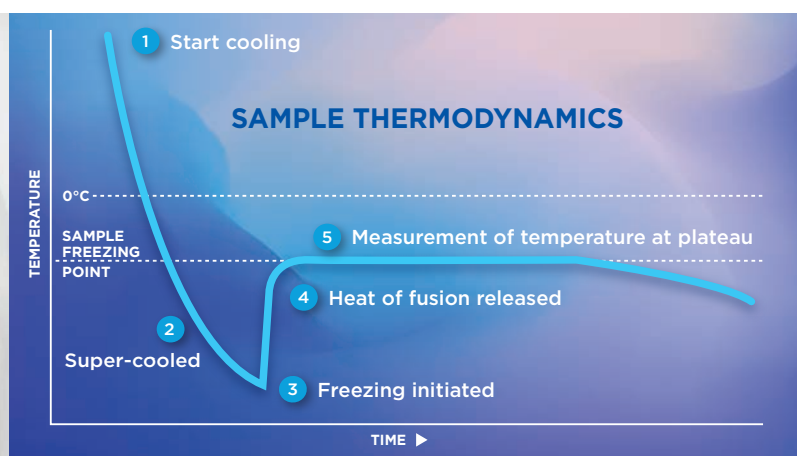 1 Start cooling
SAMPLE THERMODYNAMICS
TEMPERATURE
0°C
SAMPLE
FREEZING
POINT
5 Measurement of temperature at plateau
4 Heat of fusion released
2
Super-cooled
3 Freezing initiated
TIME ▶